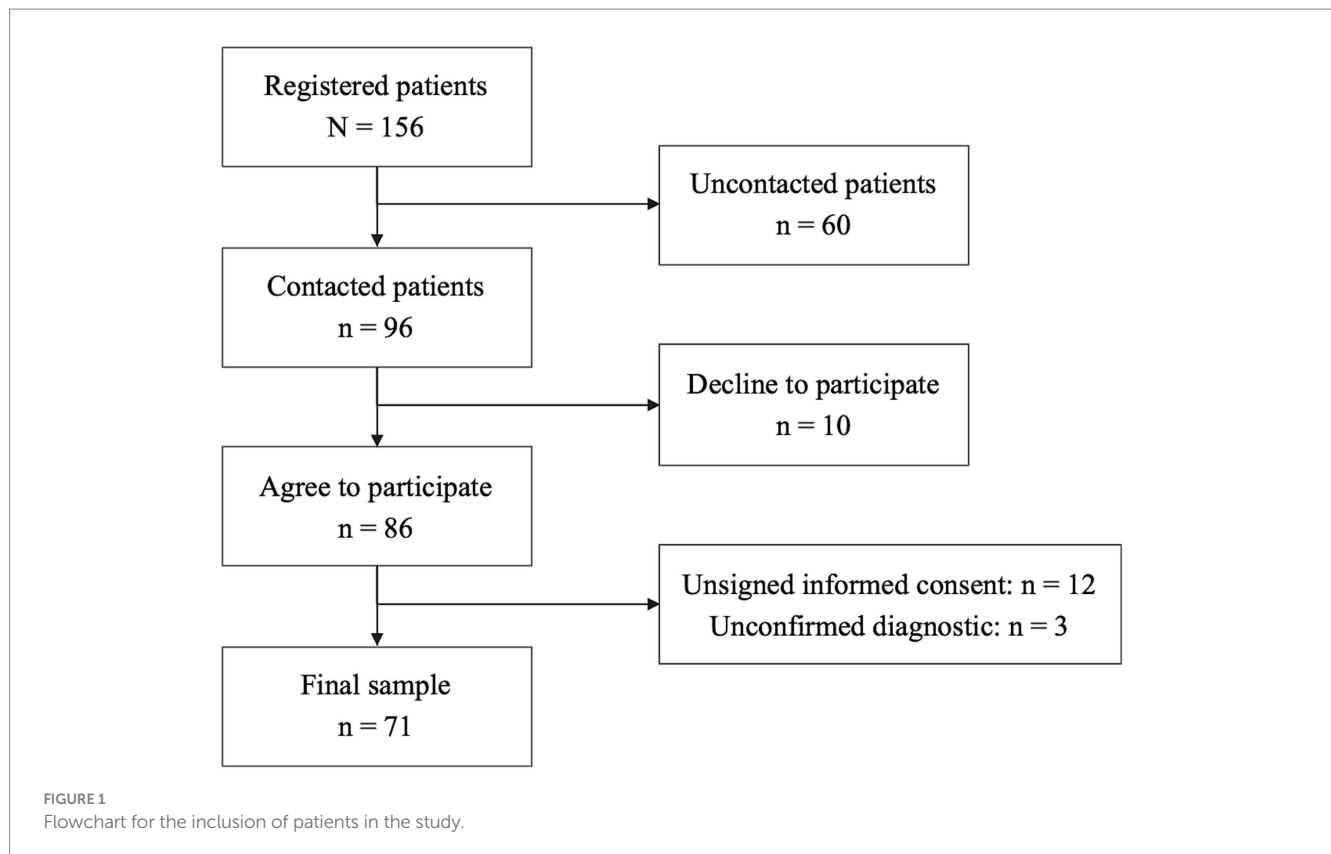 Registered patients
N = 156
Uncontacted patients
n = 60
Contacted patients
n = 96
Decline to participate
n = 10
Agree to participate
n = 86
Unsigned informed consent: n = 12
Unconfirmed diagnostic: n = 3
Final sample
n = 71
FIGURE 1
Flowchart for the inclusion of patients in the study.